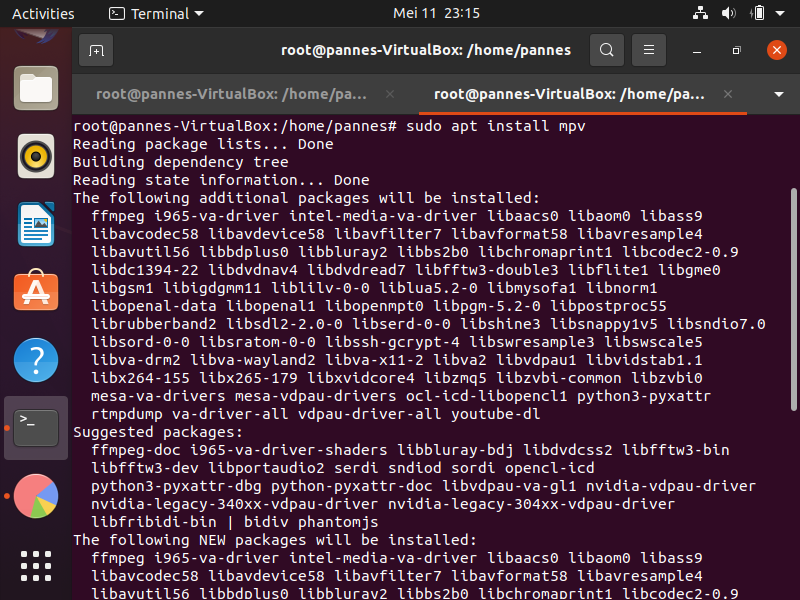 Activities
Terminal
Mei 11 23:15
root@pannes-VirtualBox: /home/pannes
root@pannes-VirtualBox: /home/pa...
root@pannes-VirtualBox: /home/pa...
root@pannes-VirtualBox:/home/pannes# sudo apt install mpv
Reading package lists... Done
Building dependency tree
Reading state information... Done
The following additional packages will be installed:
ffmpeg i965-va-driver intel-media-va-driver libaacs0 libaom0 libass9
libavcodec58 libavdevice58 libavfilter7 libavformat58 libavresample4
libavutil56 libbdplus0 libbluray2 libbs2b0 libchromaprint1 libcodec2-0.9
libdc1394-22 libdvdnav4 libdvdread7 libfftw3-double3 libflite1 libgme0
libgsm1 libigdgmm11 liblilv-0-0 liblua5.2-0 libmysofa1 libnorm1
libopenal-data libopenal1 libopenmpt0 libpgm-5.2-0 libpostproc55
librubberband2 libsdl2-2.0-0 libserd-0-0 libshine3 libsnappy1v5 libsndio7.0
libsord-0-0 libsratom-0-0 libssh-gcrypt-4 libswresample3 libswscale5
libva-drm2 libva-wayland2 libva-x11-2 libva2 libvdpau1 libvidstab1.1
libx264-155 libx265-179 libxvidcore4 libzmq5 libzvbi-common libzvbi0
mesa-va-drivers mesa-vdpau-drivers ocl-icd-libopencl1 python3-pyxattr
rtmpdump va-driver-all vdpau-driver-all youtube-dl
Suggested packages:
ffmpeg-doc i965-va-driver-shaders libbluray-bdj libdvdcss2 libfftw3-bin
libfftw3-dev libportaudio2 serdi sndiod sordi opencl-icd
python3-pyxattr-dbg python-pyxattr-doc libvdpau-va-gl1 nvidia-vdpau-driver
nvidia-legacy-340xx-vdpau-driver nvidia-legacy-304xx-vdpau-driver
libfribidi-bin | bidiv phantomjs
The following NEW packages will be installed:
ffmpeg i965-va-driver intel-media-va-driver libaacs0 libaom0 libass9
libavcodec58 libavdevice58 libavfilter7 libavformat58 libavresample4
libavutil56 libbdplus0 libbluray2 libbs2b0 libchromaprint1 libcodec2-0.9